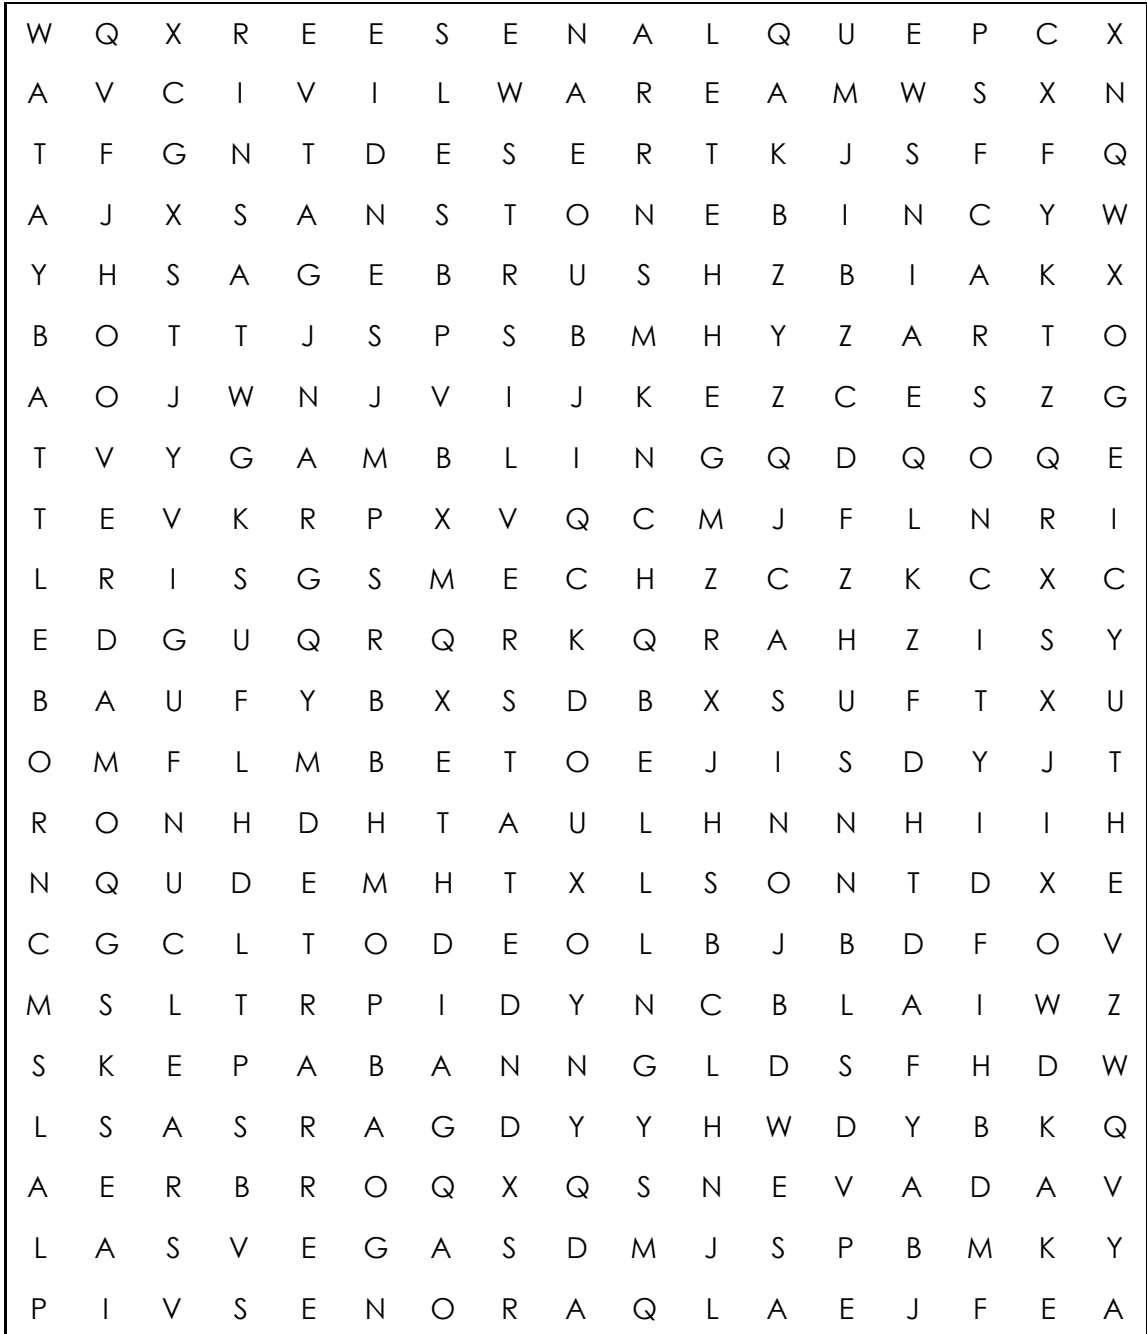 W Q X R E E S E N A L Q U E P C X
A V C I V I L W A R E A M W S X N
T F G N T D E S E R T K J S F F Q
A J X S A N S T O N E B I N C Y W
Y H S A G E B R U S H Z B I A K X
B O T T J S P S B M H Y Z A R T O
A O J W N J V I J K E Z C E S Z G
T V Y G A M B L I N G Q D Q O Q E
T E V K R P X V Q C M J F L N R I
L R I S G S M E C H Z C Z K C X C
E D G U Q R Q R K Q R A H Z I S Y
B A U F Y B X S D B X S U F T X U
O M F L M B E T O E J I S D Y J T
R O N H D H T A U L H N N H I I H
N Q U D E M H T X L S O N T D X E
C G C L T O D E O L B J B D F O V
M S L T R P I D Y N C B L A I W Z
S K E P A B A N N G L D S F H D W
L S A S R A G D Y Y H W D Y B K Q
A E R B R O Q X Q S N E V A D A V
L A S V E G A S D M J S P B M K Y
P I V S E N O R A Q L A E J F E A